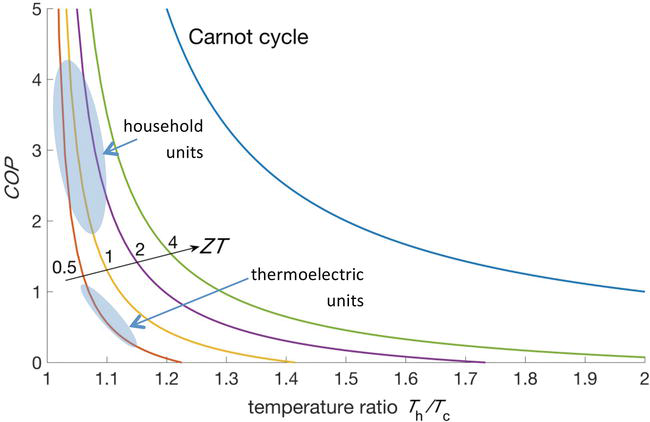 5
Carnot cycle
4
household
units
3
COP
2
0.5
1
2
4
ZT
thermoelectric
units
1
0
1
1.1
1.2
1.3
1.4
1.5
1.6
1.7
1.8
1.9
2
temperature ratio Th/Tc